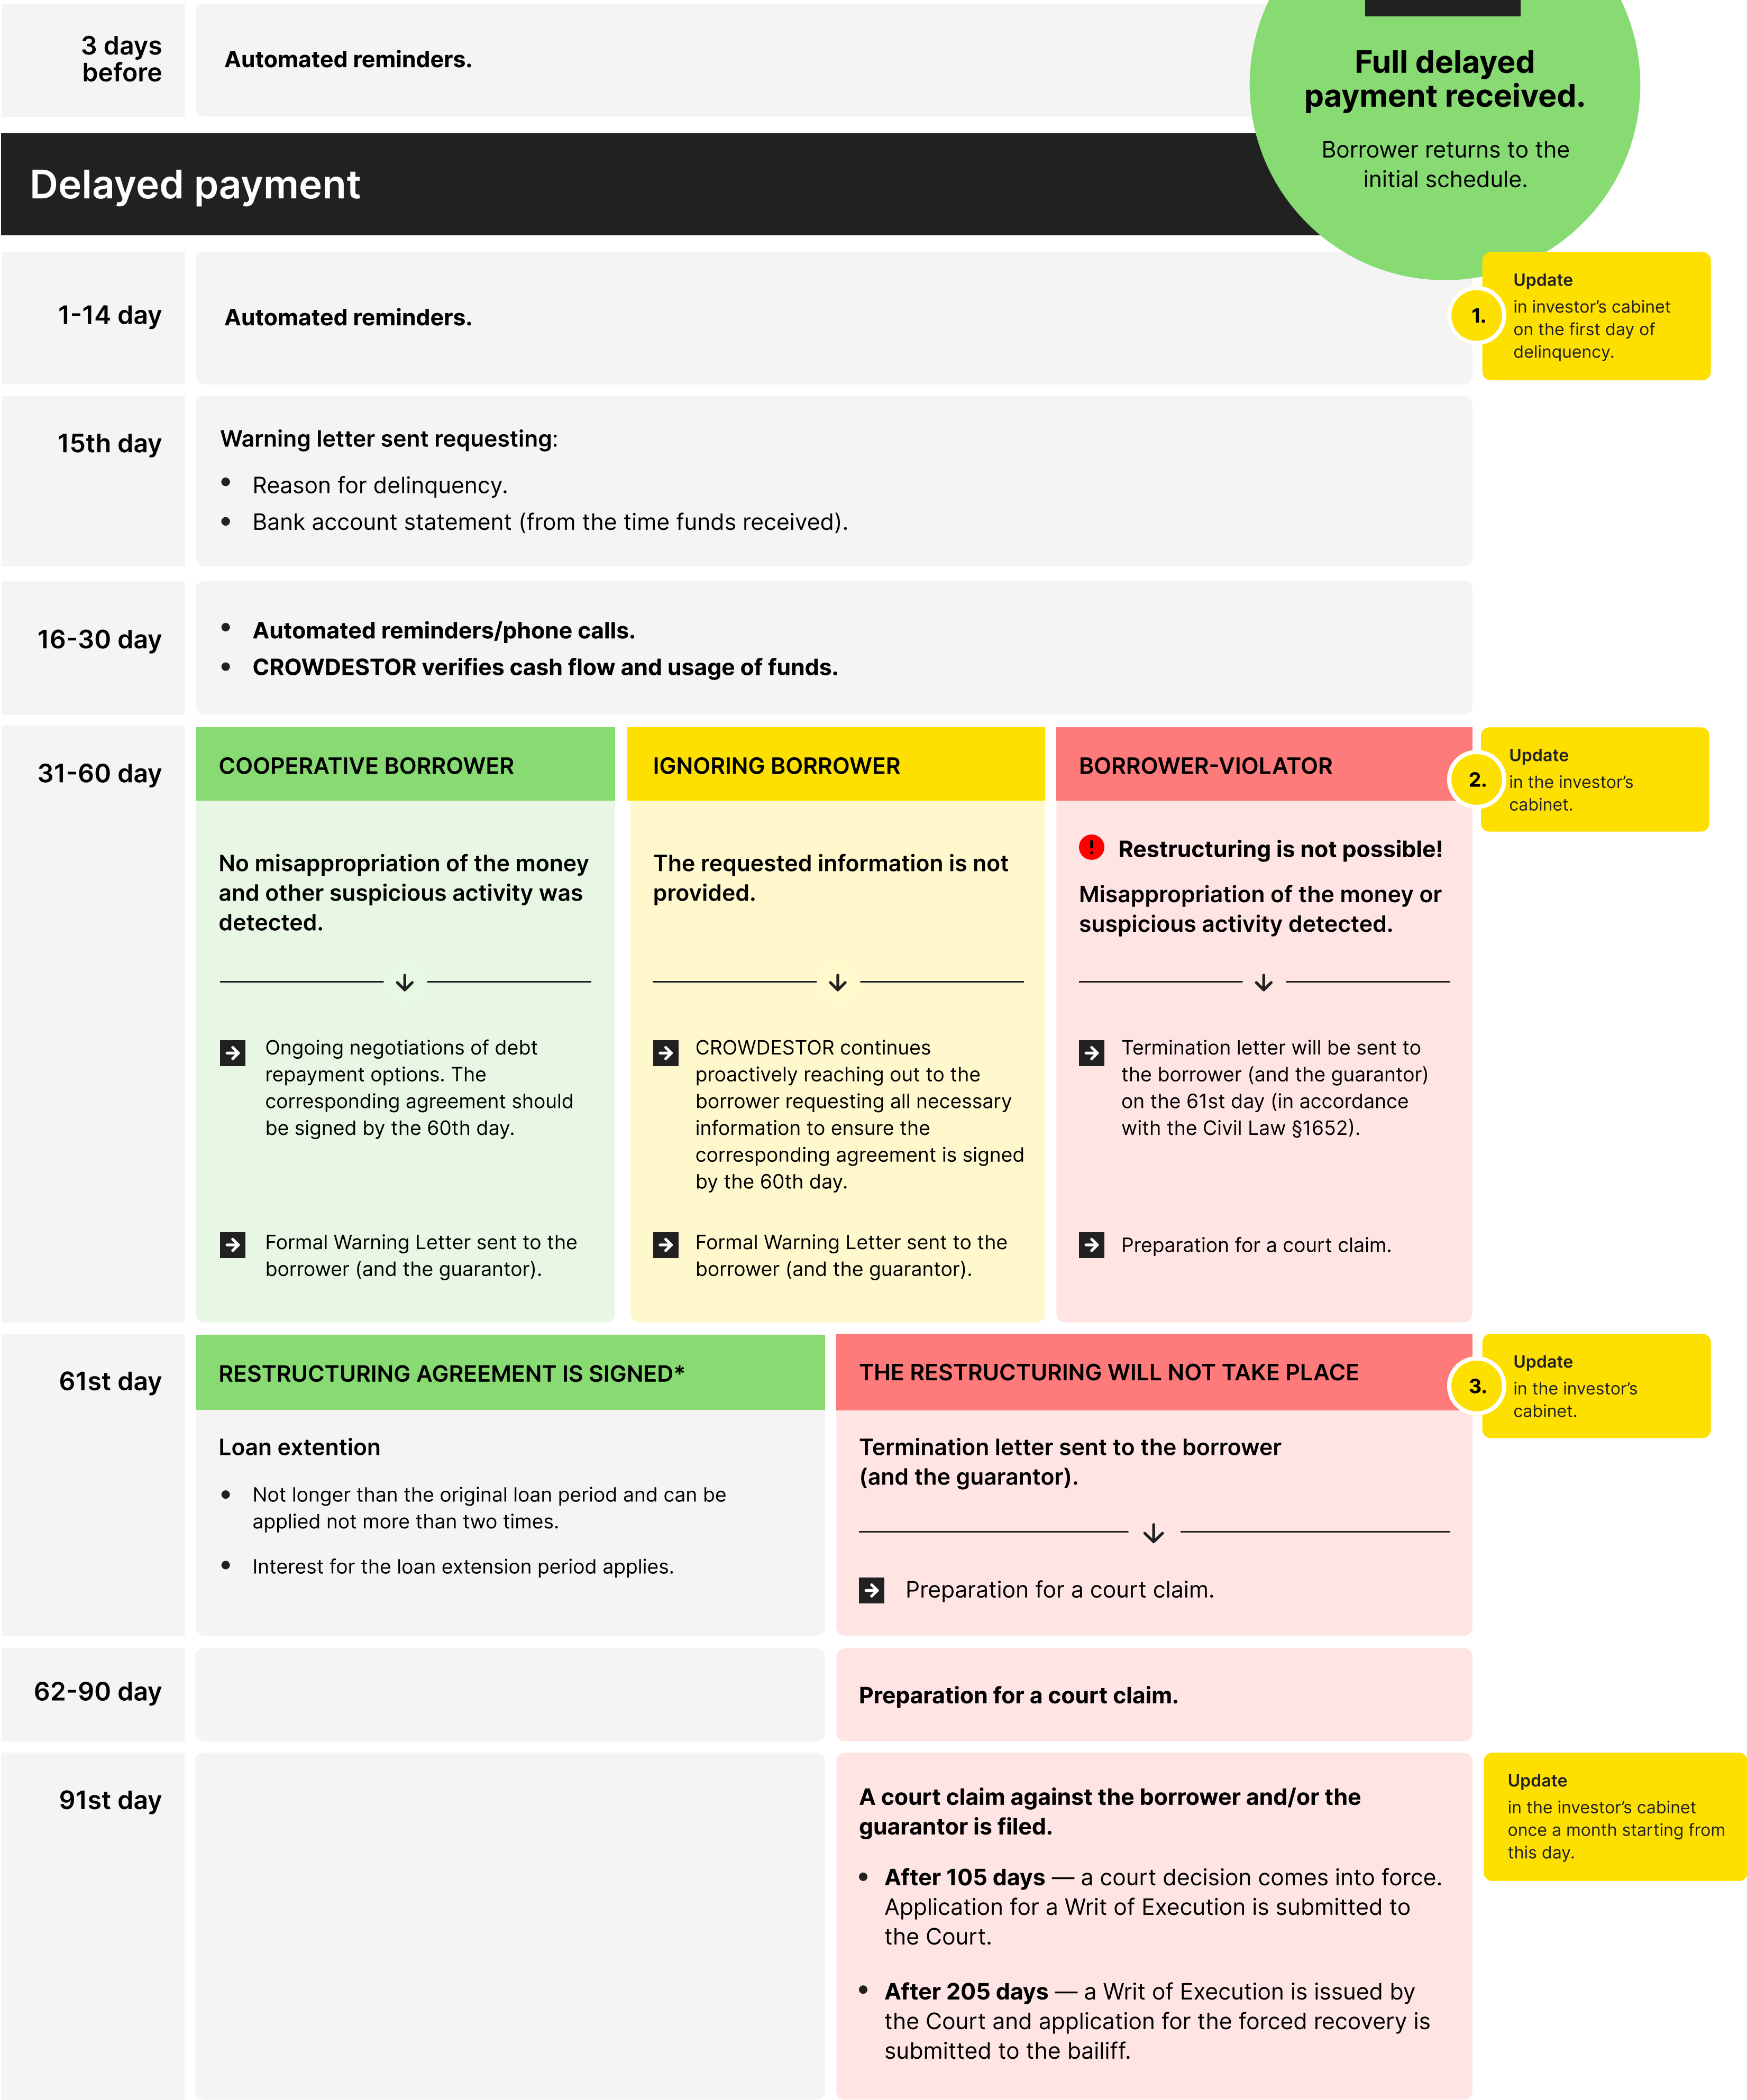 3 days
before
Automated reminders.
Full delayed
payment received.
Borrower returns to the
initial schedule.
Delayed payment
1-14 day
Automated reminders.
1.
Update
in investor’s cabinet
on the first day of
delinquency.
15th day
Warning letter sent requesting:
• Reason for delinquency.
• Bank account statement (from the time funds received).
16-30 day
• Automated reminders/phone calls.
• CROWDESTOR verifies cash flow and usage of funds.
31-60 day
COOPERATIVE BORROWER
No misappropriation of the money
and other suspicious activity was
detected.
Ongoing negotiations of debt
repayment options. The
corresponding agreement should
be signed by the 60th day.
Formal Warning Letter sent to the
borrower (and the guarantor).
IGNORING BORROWER
The requested information is not
provided.
CROWDESTOR continues
proactively reaching out to the
borrower requesting all necessary
information to ensure the
corresponding agreement is signed
by the 60th day.
Formal Warning Letter sent to the
borrower (and the guarantor).
BORROWER-VIOLATOR
! Restructuring is not possible!
Misappropriation of the money or
suspicious activity detected.
Termination letter will be sent to
the borrower (and the guarantor)
on the 61st day (in accordance
with the Civil Law §1652).
Preparation for a court claim.
2.
Update
in the investor’s
cabinet.
61st day
RESTRUCTURING AGREEMENT IS SIGNED*
Loan extention
• Not longer than the original loan period and can be
applied not more than two times.
• Interest for the loan extension period applies.
THE RESTRUCTURING WILL NOT TAKE PLACE
Termination letter sent to the borrower
(and the guarantor).
Preparation for a court claim.
3.
Update
in the investor’s
cabinet.
62-90 day
Preparation for a court claim.
91st day
A court claim against the borrower and/or the
guarantor is filed.
• After 105 days — a court decision comes into force.
Application for a Writ of Execution is submitted to
the Court.
• After 205 days — a Writ of Execution is issued by
the Court and application for the forced recovery is
submitted to the bailiff.
Update
in the investor’s cabinet
once a month starting from
this day.